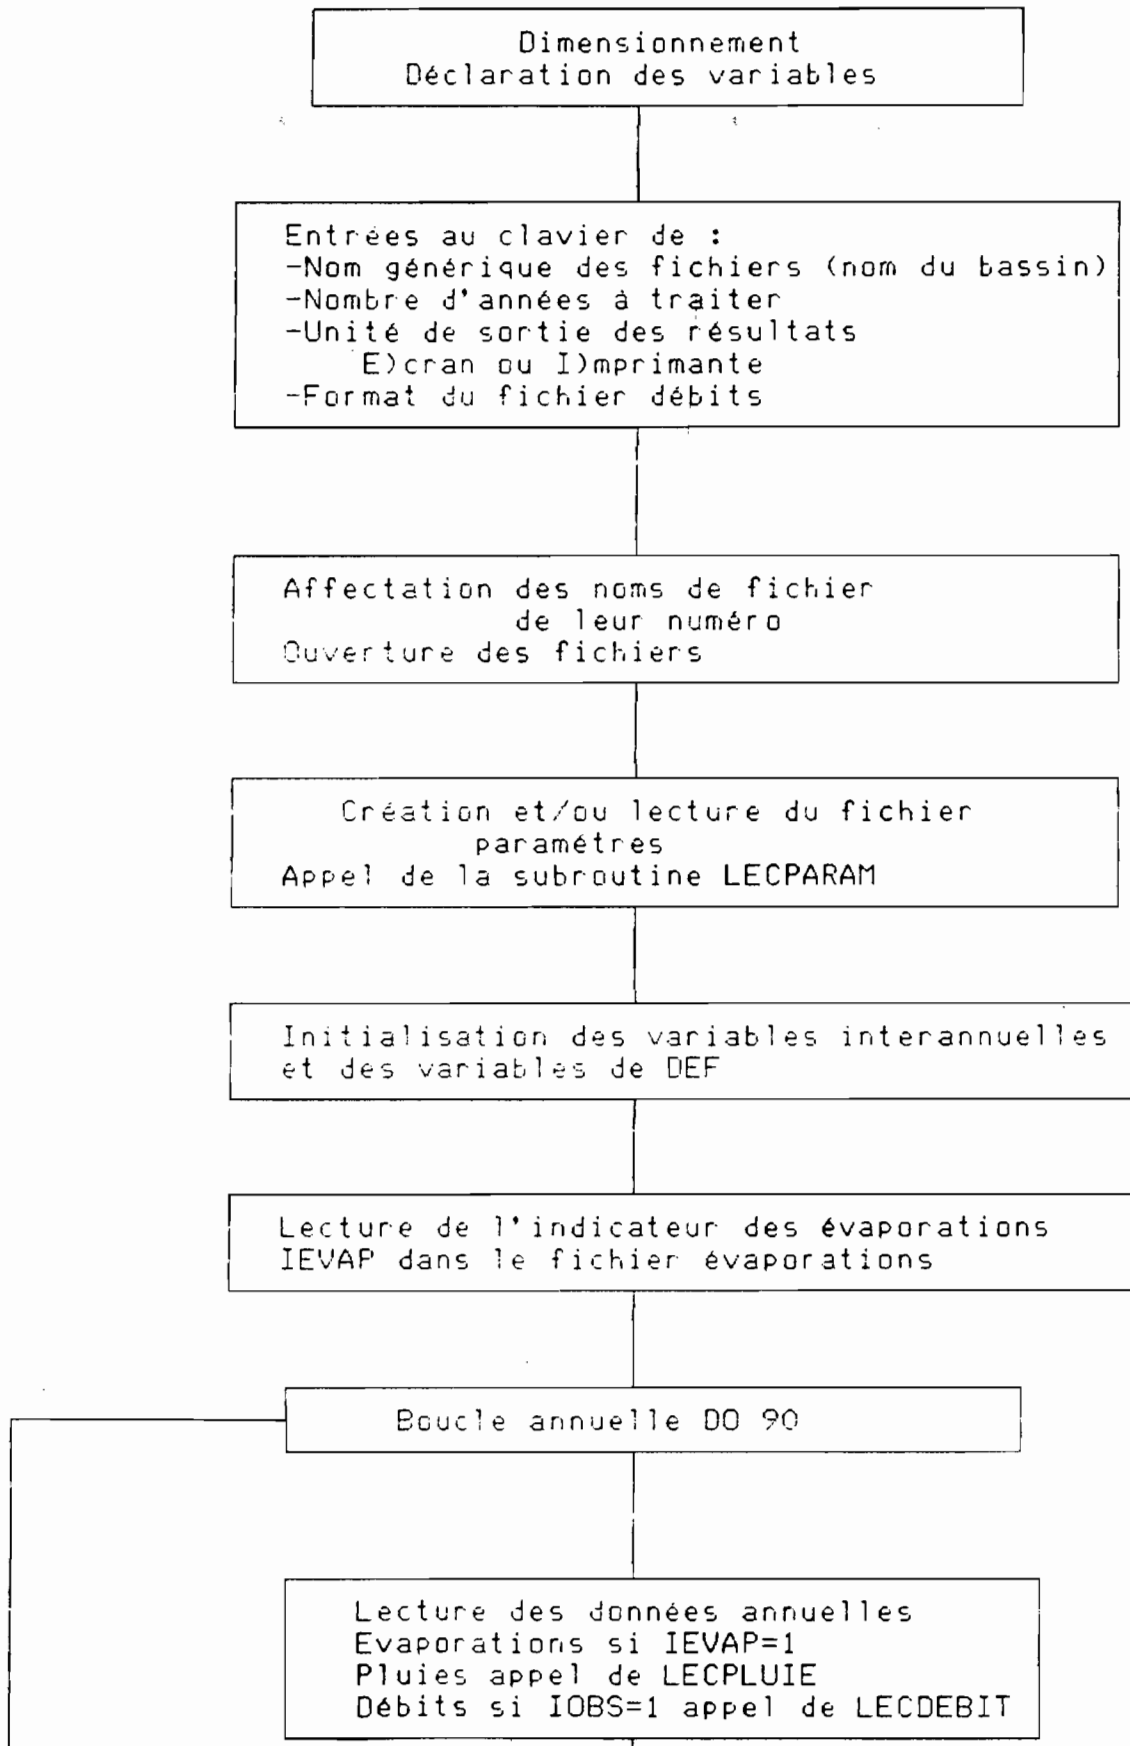 Dimensionnement
Déclaration des variables
Entrées au clavier de :
-Nom générique des fichiers (nom du bassin)
-Nombre d'années à traiter
-Unité de sortie des résultats
E)cran ou I)mprimante
-Format du fichier débits
Affectation des noms de fichier
de leur numéro
Ouverture des fichiers
Création et/ou lecture du fichier
paramétres
Appel de la subroutine LECPARAM
Initialisation des variables interannuelles
et des variables de DEF
Lecture de l'indicateur des évaporations
IEVAP dans le fichier évaporations
Boucle annuelle DO 90
Lecture des données annuelles
Evaporations si IEVAP=1
Pluies appel de LECPLUIE
Débits si IOBS=1 appel de LECDEBIT